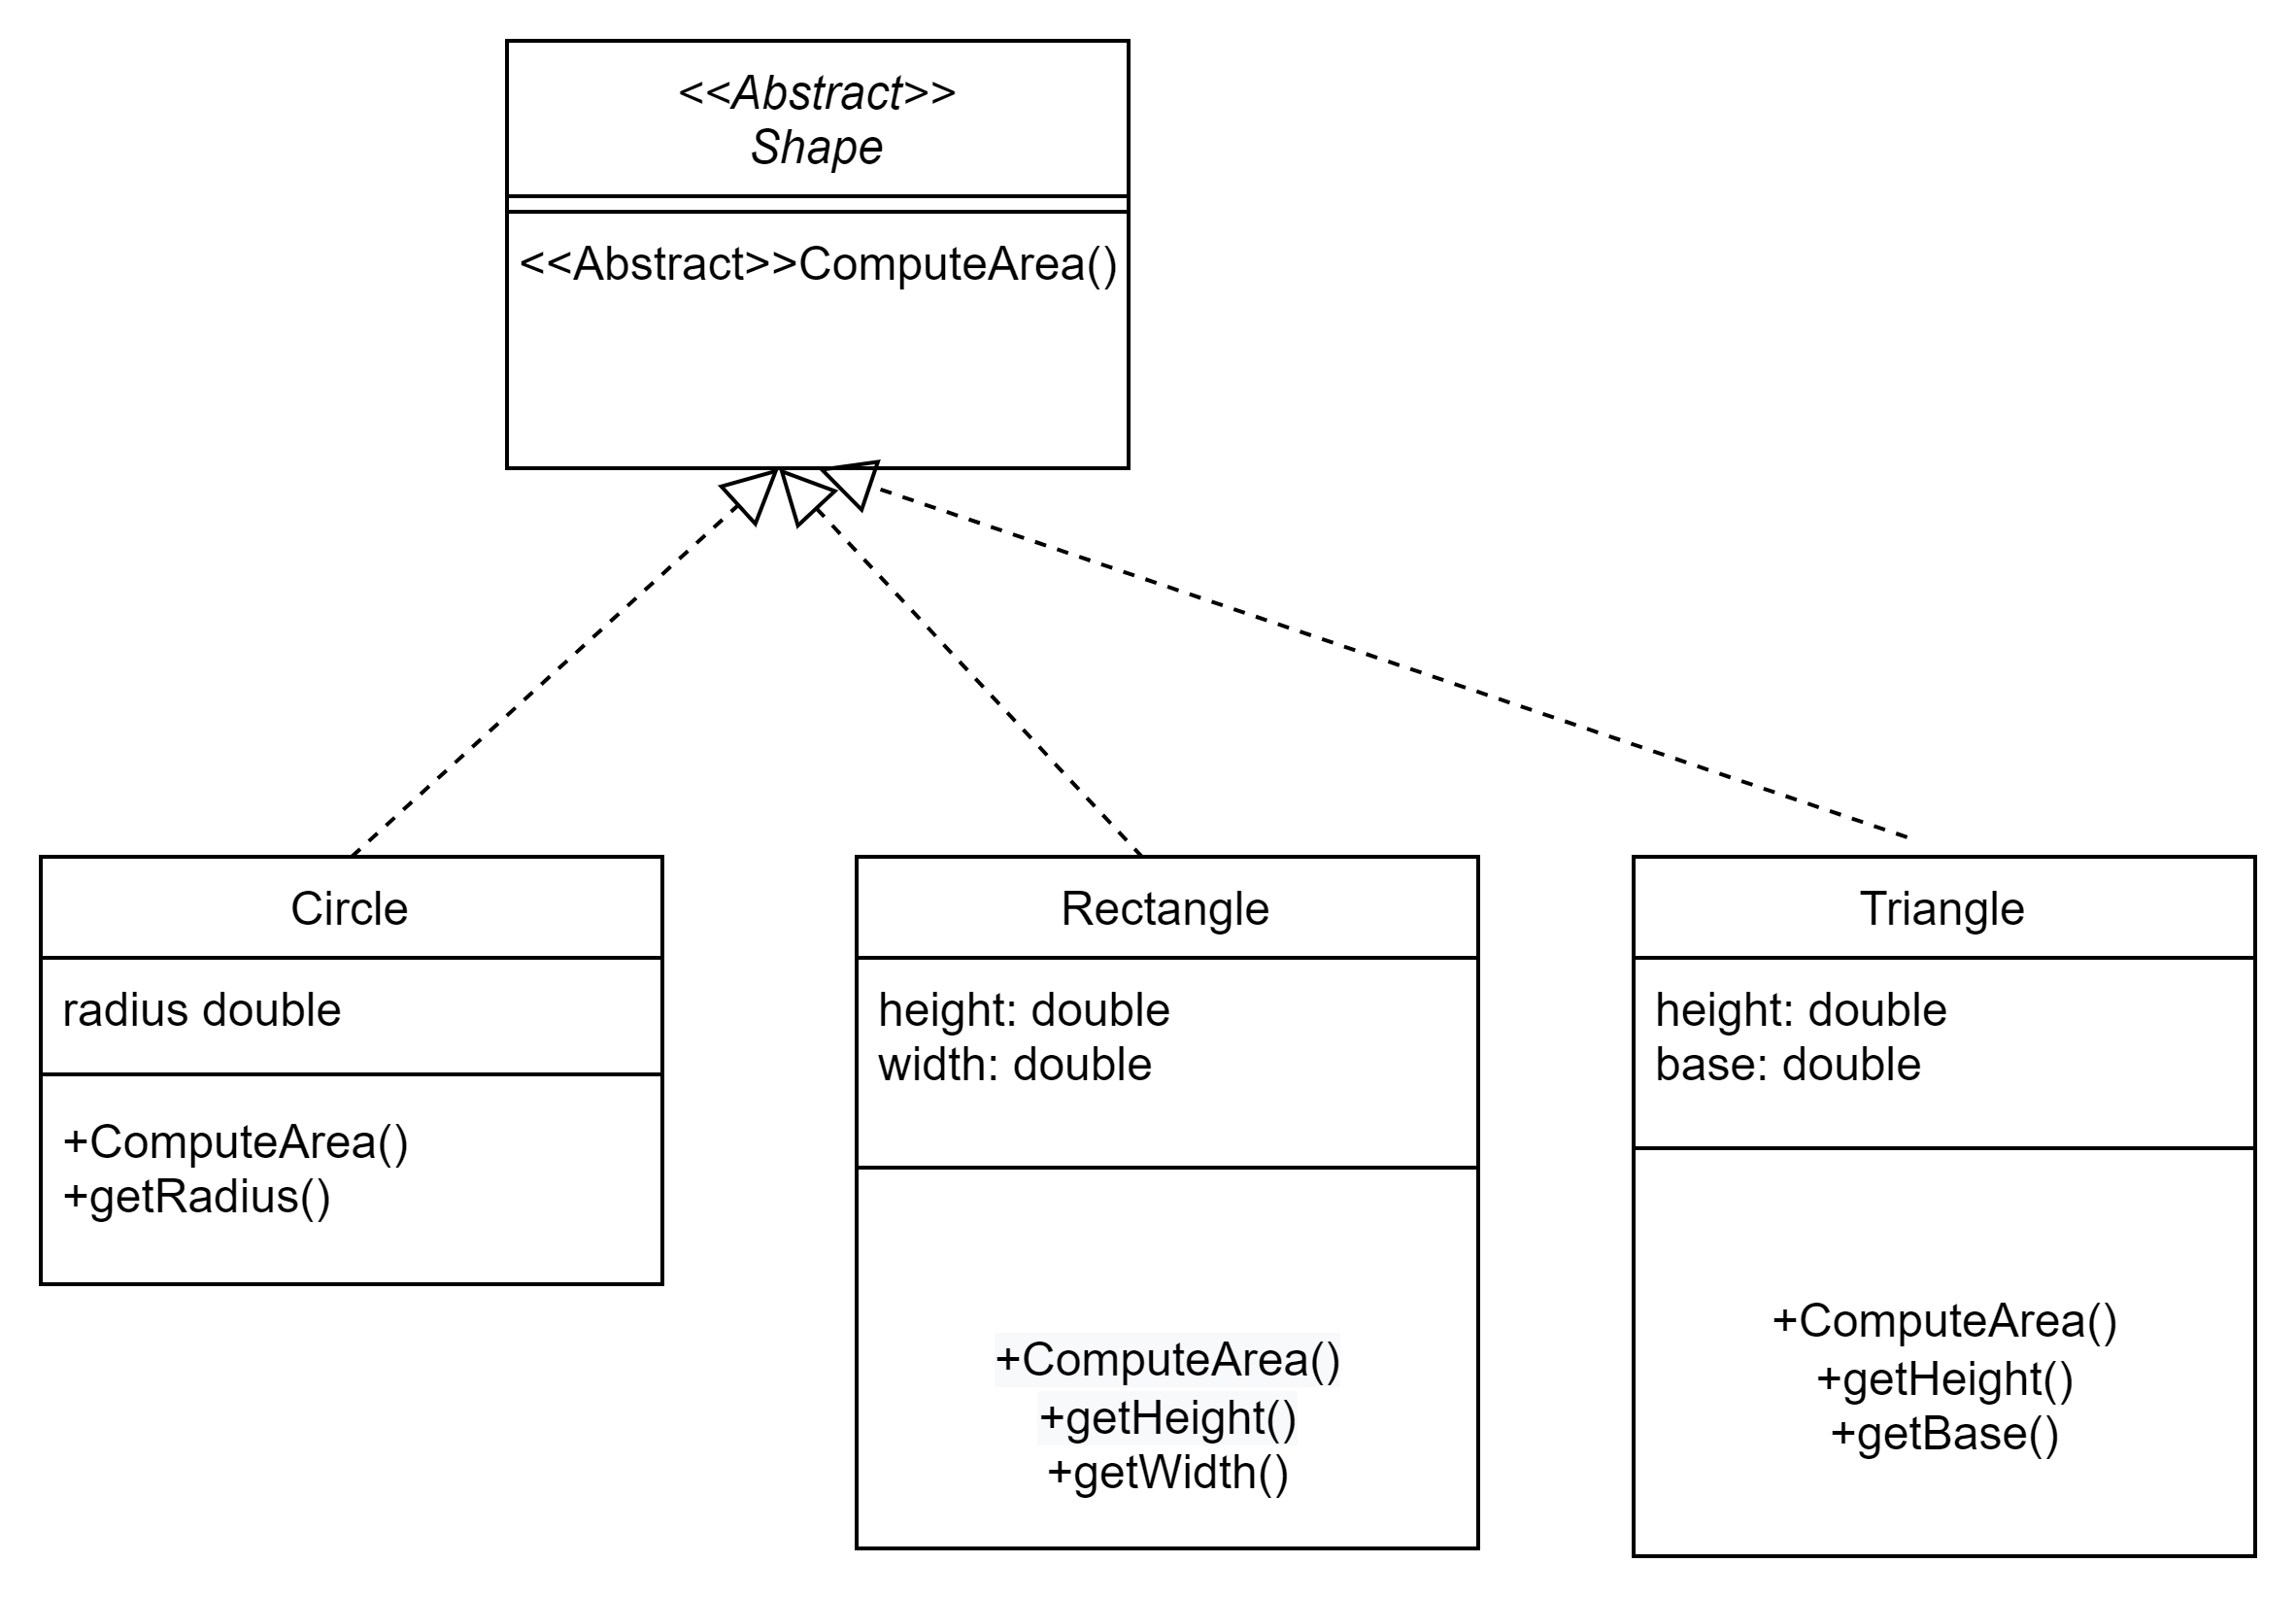 <<Abstract>>
Shape
<<Abstract>>ComputeArea()
Circle
radius double
+ComputeArea()
+getRadius()
Rectangle
height: double
width: double
+ComputeArea()
+getHeight()
+getWidth()
Triangle
height: double
base: double
+ComputeArea()
+getHeight()
+getBase()